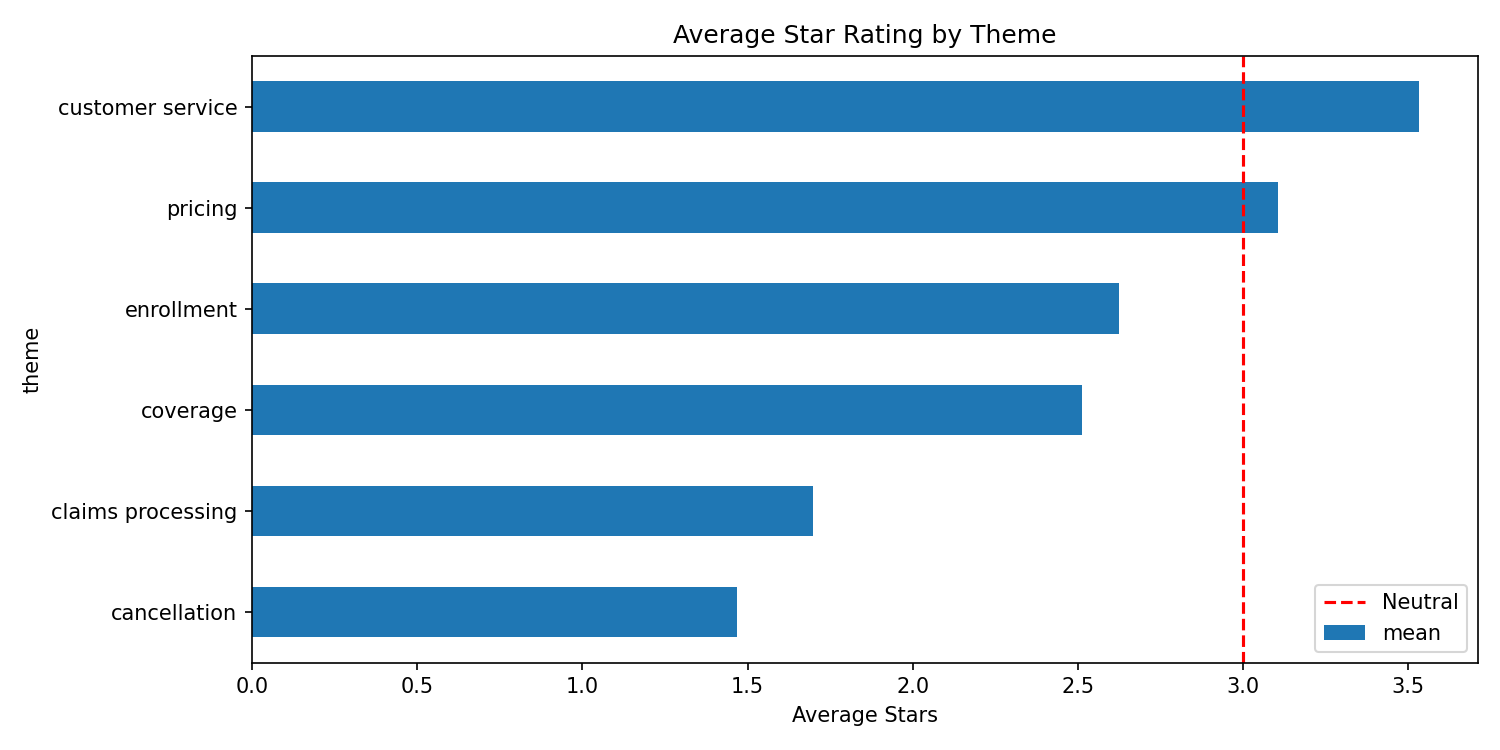 Average Star Rating by Theme
customer service
pricing
enrollment
coverage
claims processing
cancellation
theme
Neutral
mean
0.0 0.5 1.0 1.5 2.0 2.5 3.0 3.5
Average Stars